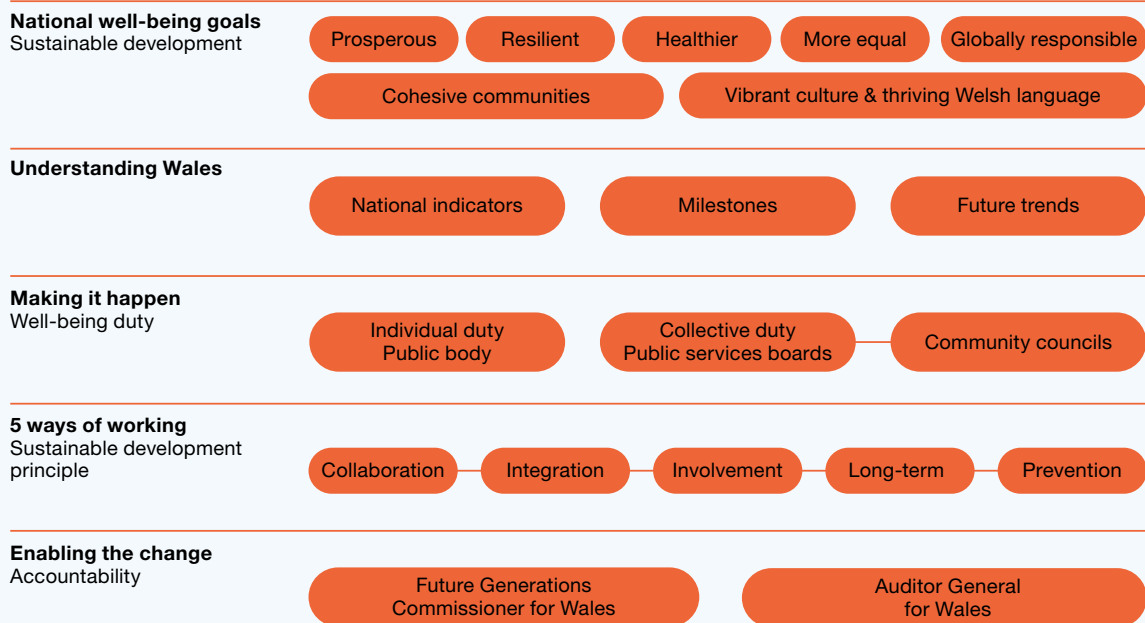 National well-being goals
Sustainable development
Prosperous
Resilient
Healthier
More equal
Globally responsible
Cohesive communities
Vibrant culture & thriving Welsh language
Understanding Wales
National indicators
Milestones
Future trends
Making it happen
Well-being duty
Individual duty
Public body
Collective duty
Public services boards
Community councils
5 ways of working
Sustainable development
principle
Collaboration
Integration
Involvement
Long-term
Prevention
Enabling the change
Accountability
Future Generations
Commissioner for Wales
Auditor General
for Wales